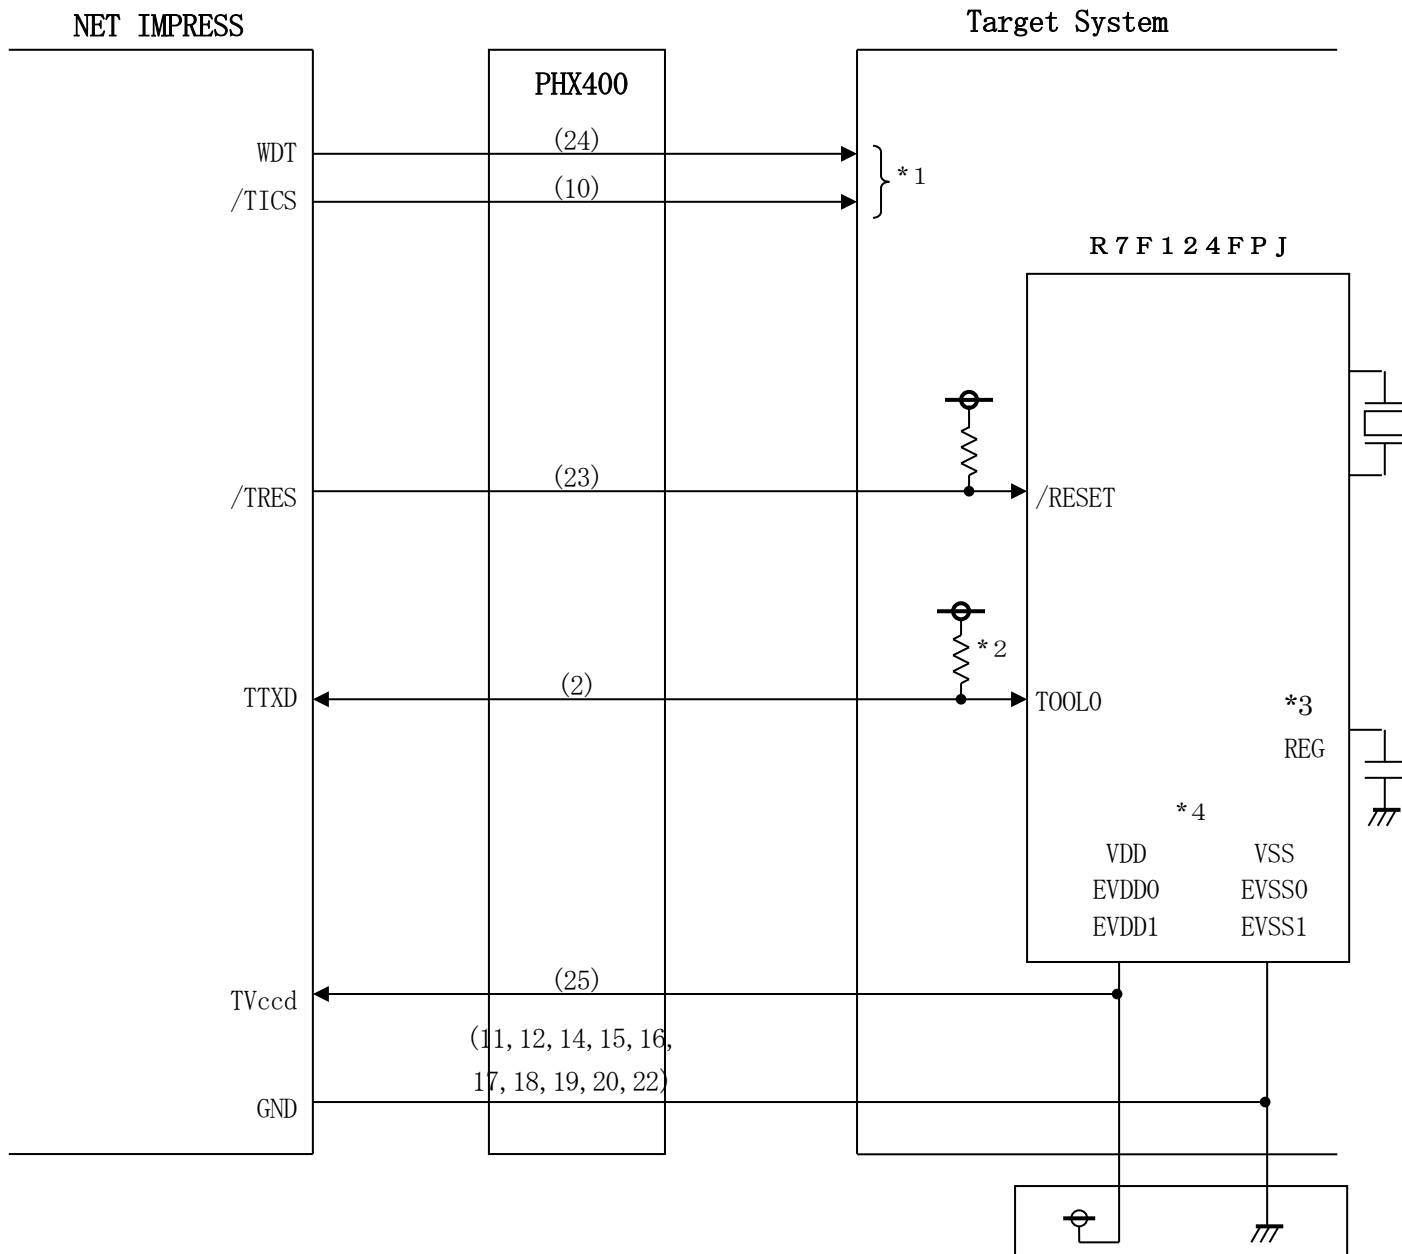 NET IMPRESS
Target System
PHX400
WDT
(24)
*1
/TICS
(10)
R7F124FPJ
/TRES
(23)
/RESET
*2
TTXD
(2)
TOOL0
*3
REG
*4
VDD
VSS
EVDD0
EVSS0
EVDD1
EVSS1
TVccd
(25)
(11,12,14,15,16,
17,18,19,20,22)
GND